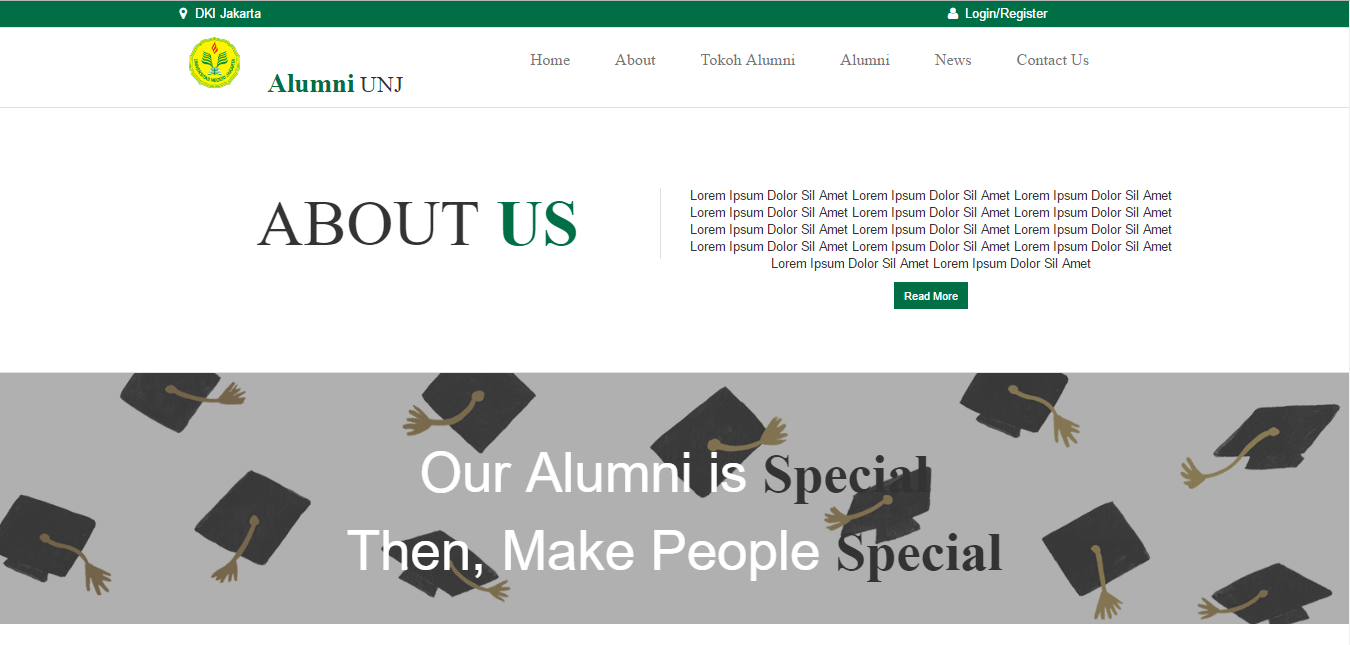 DKI Jakarta
Login/Register
Alumni UNJ
Home
About
Tokoh Alumni
Alumni
News
Contact Us
ABOUT US
Lorem Ipsum Dolor Sil Amet Lorem Ipsum Dolor Sil Amet Lorem Ipsum Dolor Sil Amet
Lorem Ipsum Dolor Sil Amet Lorem Ipsum Dolor Sil Amet Lorem Ipsum Dolor Sil Amet
Lorem Ipsum Dolor Sil Amet Lorem Ipsum Dolor Sil Amet Lorem Ipsum Dolor Sil Amet
Lorem Ipsum Dolor Sil Amet Lorem Ipsum Dolor Sil Amet Lorem Ipsum Dolor Sil Amet
Lorem Ipsum Dolor Sil Amet Lorem Ipsum Dolor Sil Amet
Read More
Our Alumni is Special
Then, Make People Special